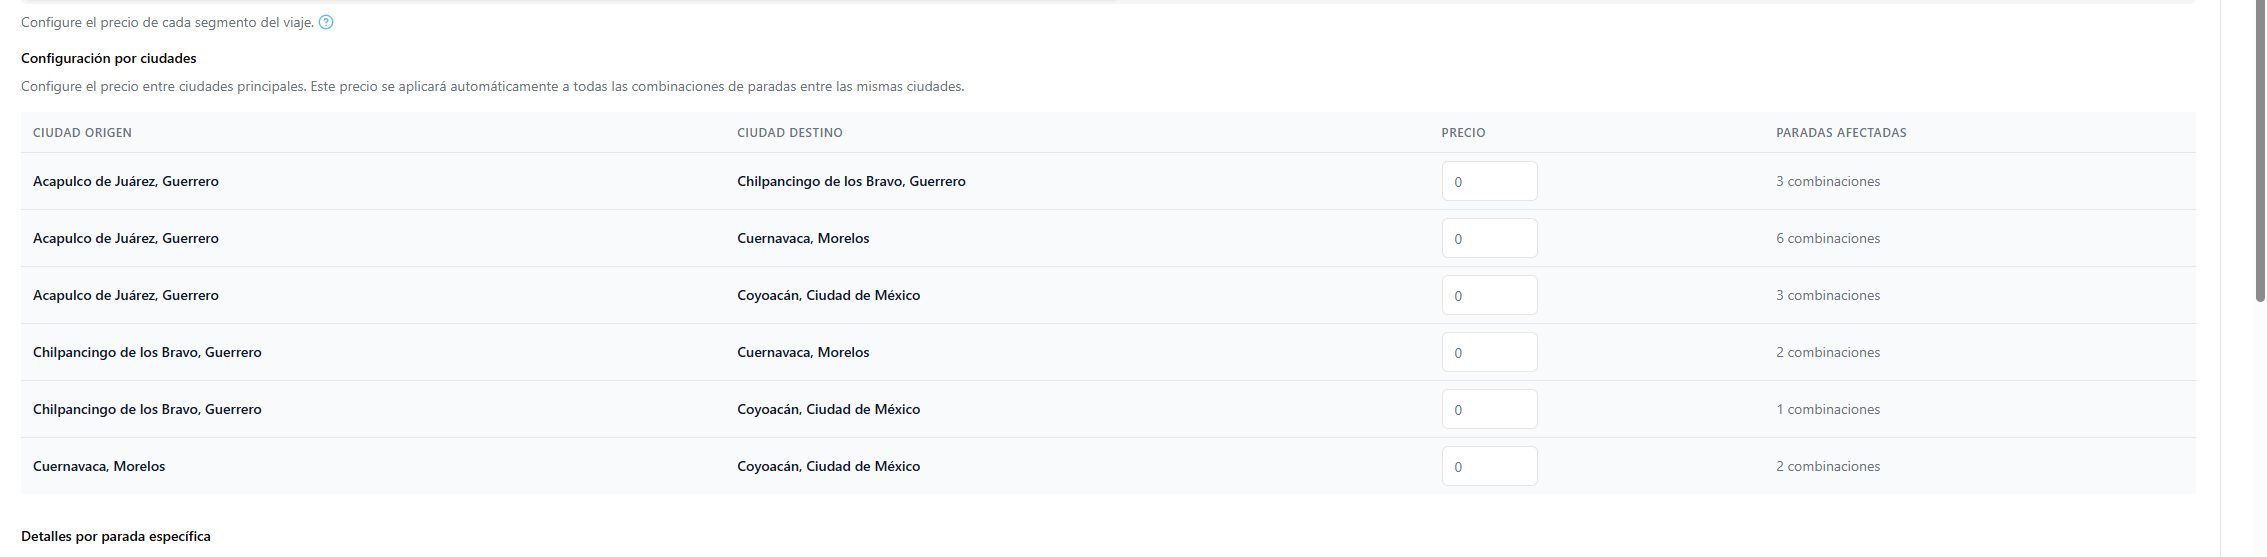 Configure el precio de cada segmento del viaje. ?
Configuración por ciudades
Configure el precio entre ciudades principales. Este precio se aplicará automáticamente a todas las combinaciones de paradas entre las mismas ciudades.
CIUDAD ORIGEN CIUDAD DESTINO PRECIO PARADAS AFECTADAS
Acapulco de Juárez, Guerrero Chilpancingo de los Bravo, Guerrero 0 3 combinaciones
Acapulco de Juárez, Guerrero Cuernavaca, Morelos 0 6 combinaciones
Acapulco de Juárez, Guerrero Coyoacán, Ciudad de México 0 3 combinaciones
Chilpancingo de los Bravo, Guerrero Cuernavaca, Morelos 0 2 combinaciones
Chilpancingo de los Bravo, Guerrero Coyoacán, Ciudad de México 0 1 combinaciones
Cuernavaca, Morelos Coyoacán, Ciudad de México 0 2 combinaciones
Detalles por parada específica